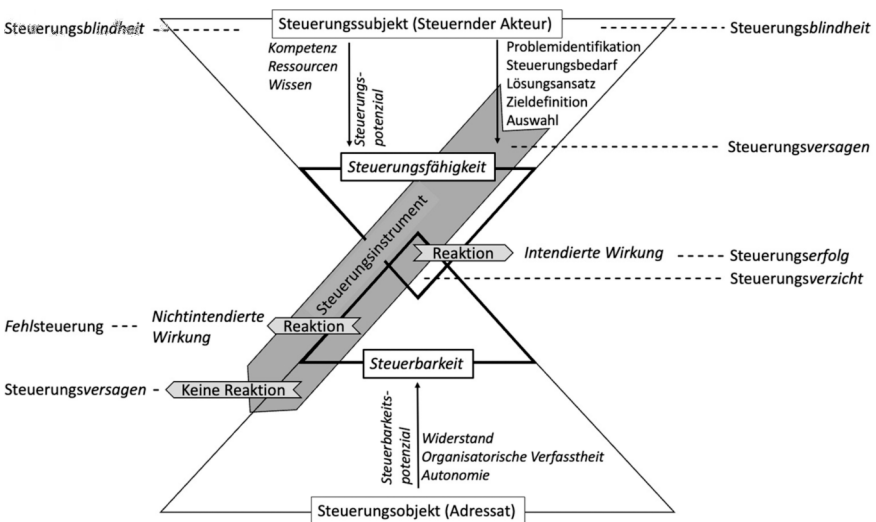 Steuerungssubjekt (Steuernder Akteur)
Steuerungsblindheit
Steuerungsblindheit
Kompetenz
Ressourcen
Wissen
Steuerungs-
potenzial
Problemidentifikation
Steuerungsbedarf
Lösungsansatz
Zieldefinition
Auswahl
Steuerungsversagen
Steuerungsfähigkeit
Steuerungsinstrument
Reaktion
Intendierte Wirkung
Steuerungserfolg
Steuerungsverzicht
Fehlsteuerung
Nichtintendierte
Wirkung
Reaktion
Steuerbarkeit
Steuerungsversagen
Keine Reaktion
Steuerbarkeits-
potenzial
Widerstand
Organisatorische Verfasstheit
Autonomie
Steuerungsobjekt (Adressat)